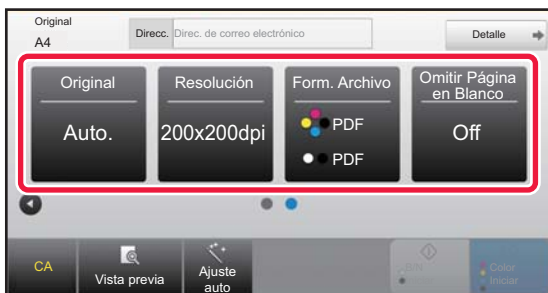 Original
A4
Direcc. Direc. de correo electrónico
Detalle
Original
Auto.
Resolución
200x200dpi
Form. Archivo
PDF
PDF
Omitir Página
en Blanco
Off
CA
Vista previa
Ajuste
auto
B/N
Color
Iniciar